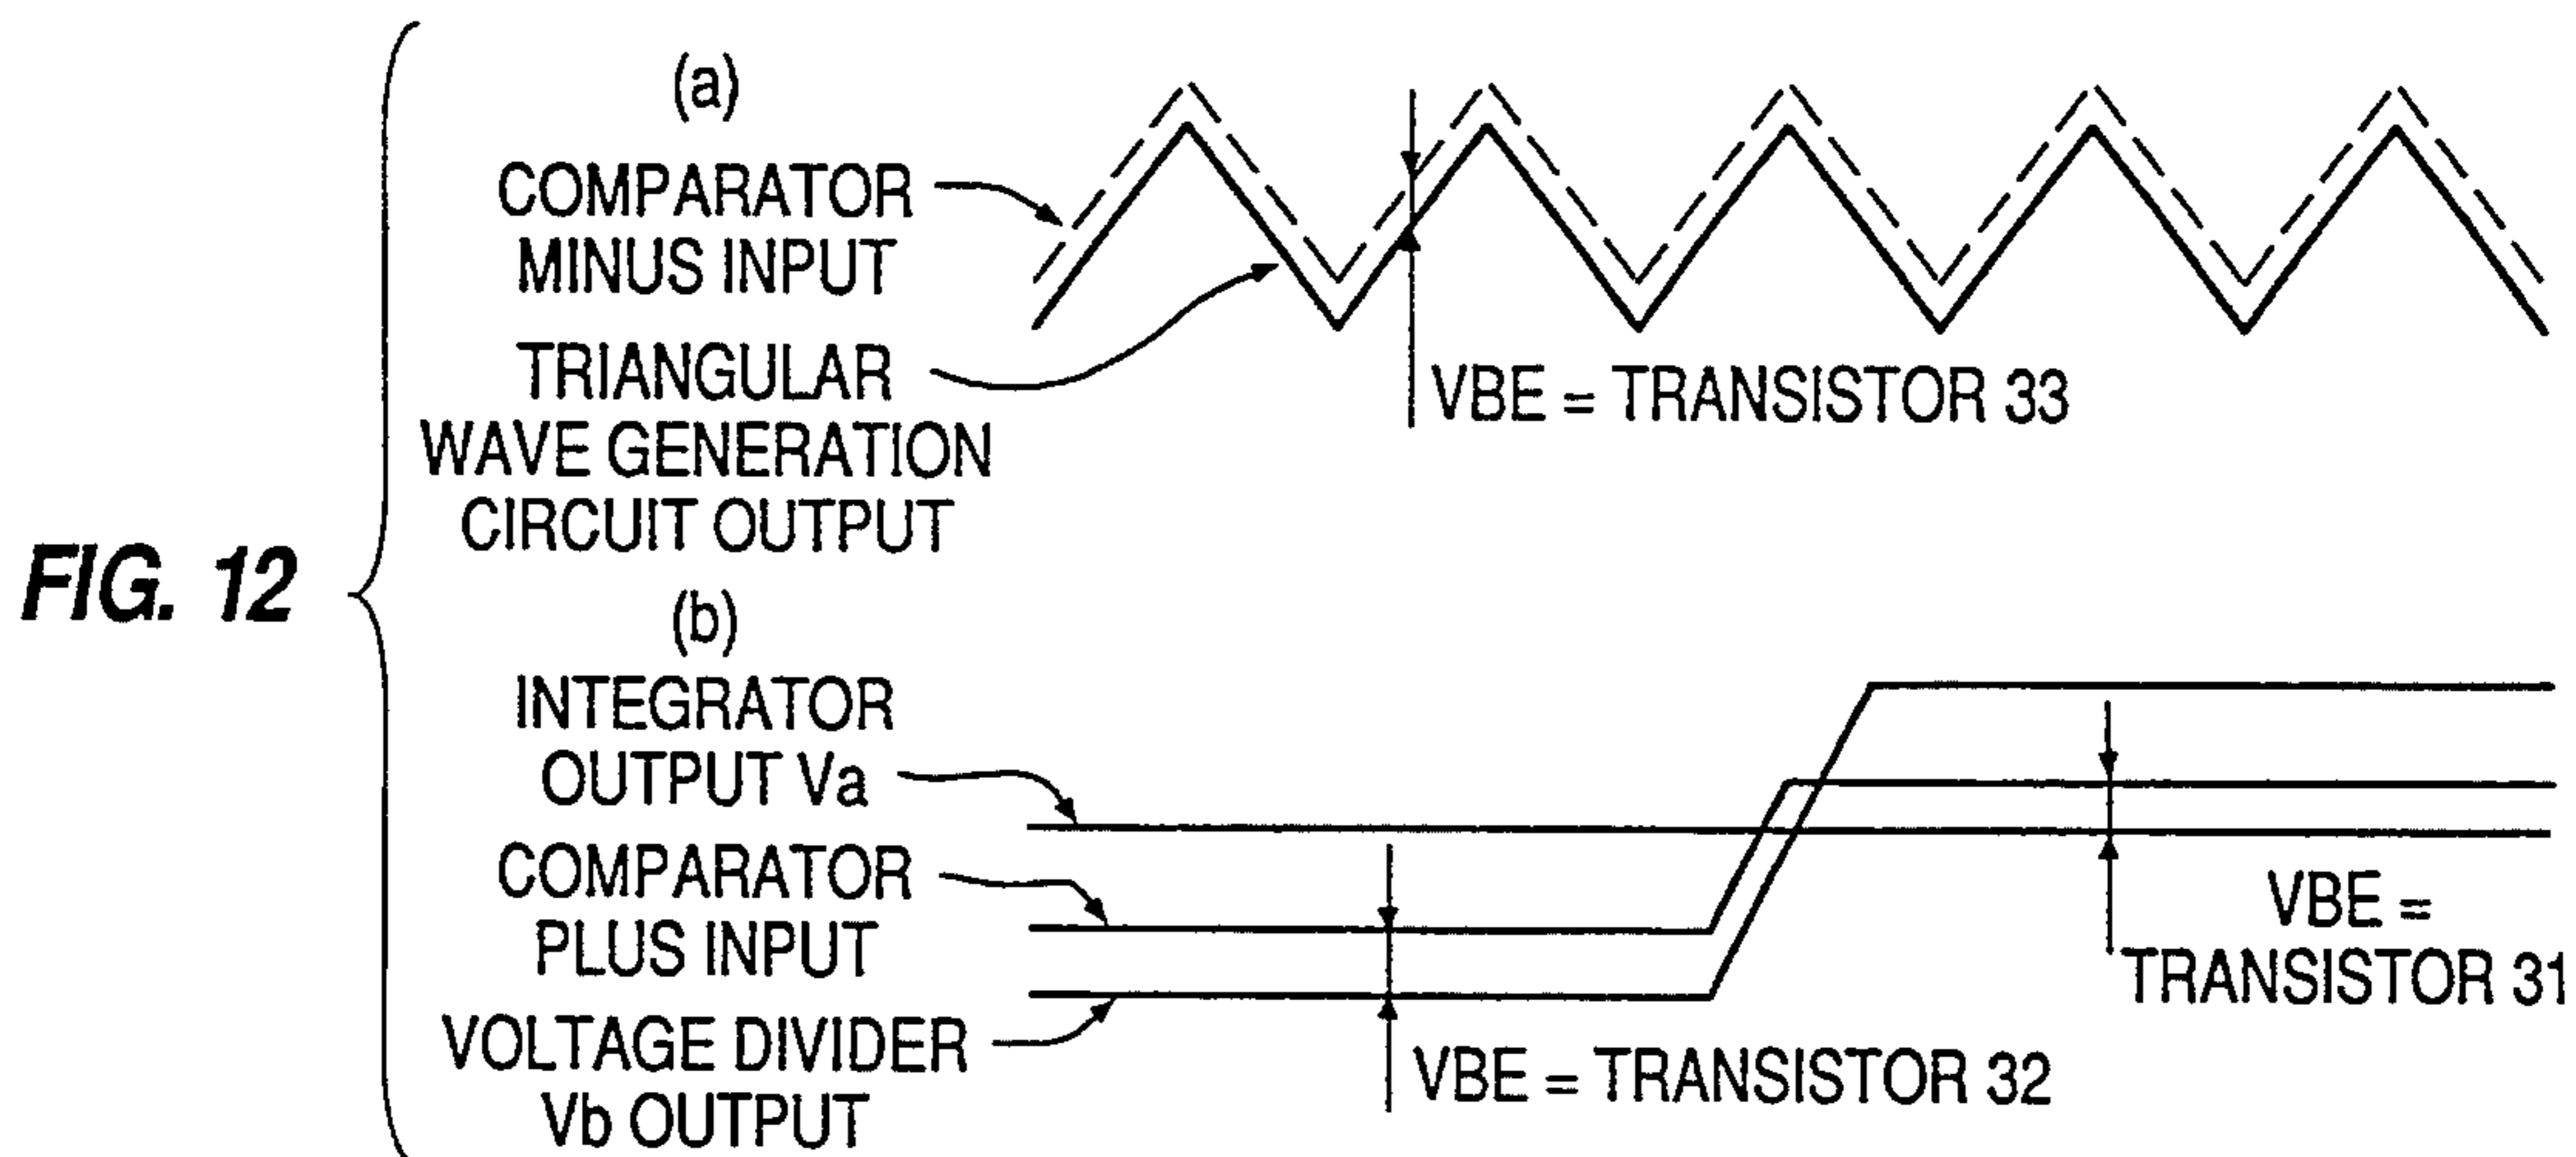 FIG. 12
(a)
COMPARATOR
MINUS INPUT
TRIANGULAR
WAVE GENERATION
CIRCUIT OUTPUT
VBE = TRANSISTOR 33
(b)
INTEGRATOR
OUTPUT Va
COMPARATOR
PLUS INPUT
VOLTAGE DIVIDER
Vb OUTPUT
VBE = TRANSISTOR 32
VBE =
TRANSISTOR 31